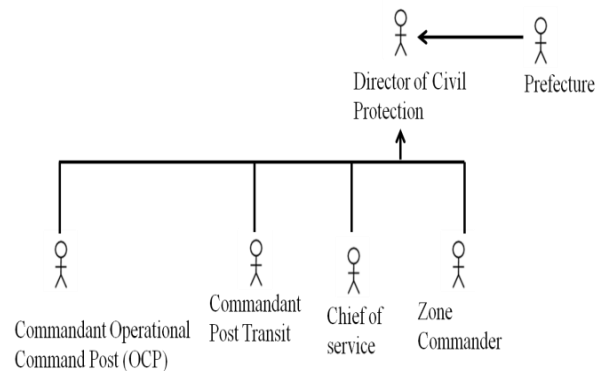 Director of Civil
Protection
Prefecture
Commandant Operational
Command Post (OCP)
Commandant
Post Transit
Chief of
service
Zone
Commander